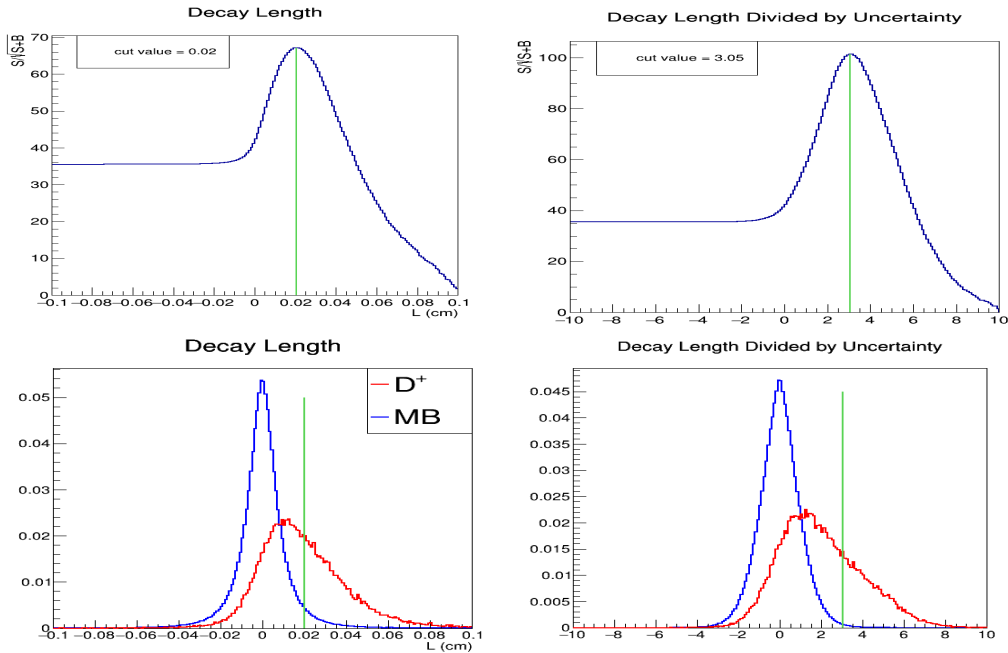 Decay Length
S/√S+B
cut value = 0.02
70
60
50
40
30
20
10
0
−0.1 −0.08 −0.06 −0.04 −0.02 0 0.02 0.04 0.06 0.08 0.1
L (cm)
Decay Length Divided by Uncertainty
S/√S+B
cut value = 3.05
100
80
60
40
20
0
−10 −8 −6 −4 −2 0 2 4 6 8 10
Decay Length
D+
MB
0.05
0.04
0.03
0.02
0.01
0
−0.1 −0.08 −0.06 −0.04 −0.02 0 0.02 0.04 0.06 0.08 0.1
L (cm)
Decay Length Divided by Uncertainty
0.045
0.04
0.035
0.03
0.025
0.02
0.015
0.01
0.005
0
−10 −8 −6 −4 −2 0 2 4 6 8 10